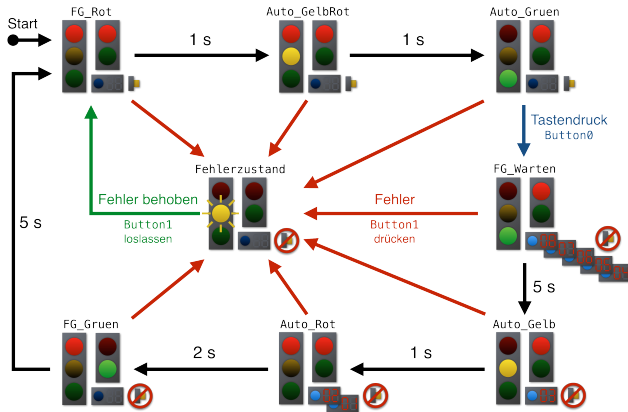 FG_Rot
Auto_GelbRot
Auto_Gruen
Start
1 s
1 s
Tastendruck
Button0
Fehlerzustand
FG_Warten
Fehler behoben
Button1
loslassen
Fehler
Button1
drücken
5 s
5 s
FG_Gruen
Auto_Rot
Auto_Gelb
2 s
1 s